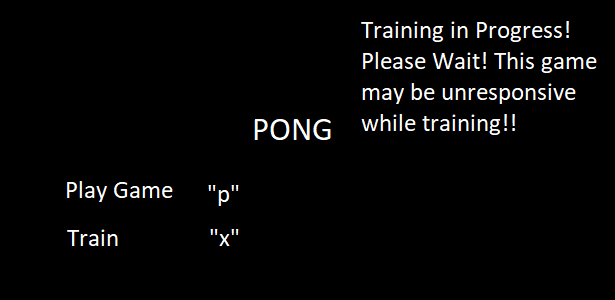 Training in Progress!
Please Wait! This game
may be unresponsive
while training!!
PONG
Play Game "p"
Train "x"